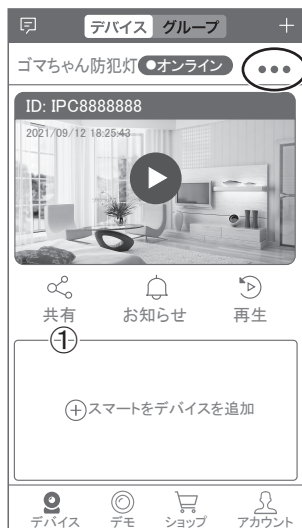 デバイス グループ
ゴマちゃん防犯灯 ●オンライン
ID: IPC8888888
2021/09/12 18:25:43
共有 お知らせ 再生
①
スマートをデバイスを追加
デバイス デモ ショップ アカウント